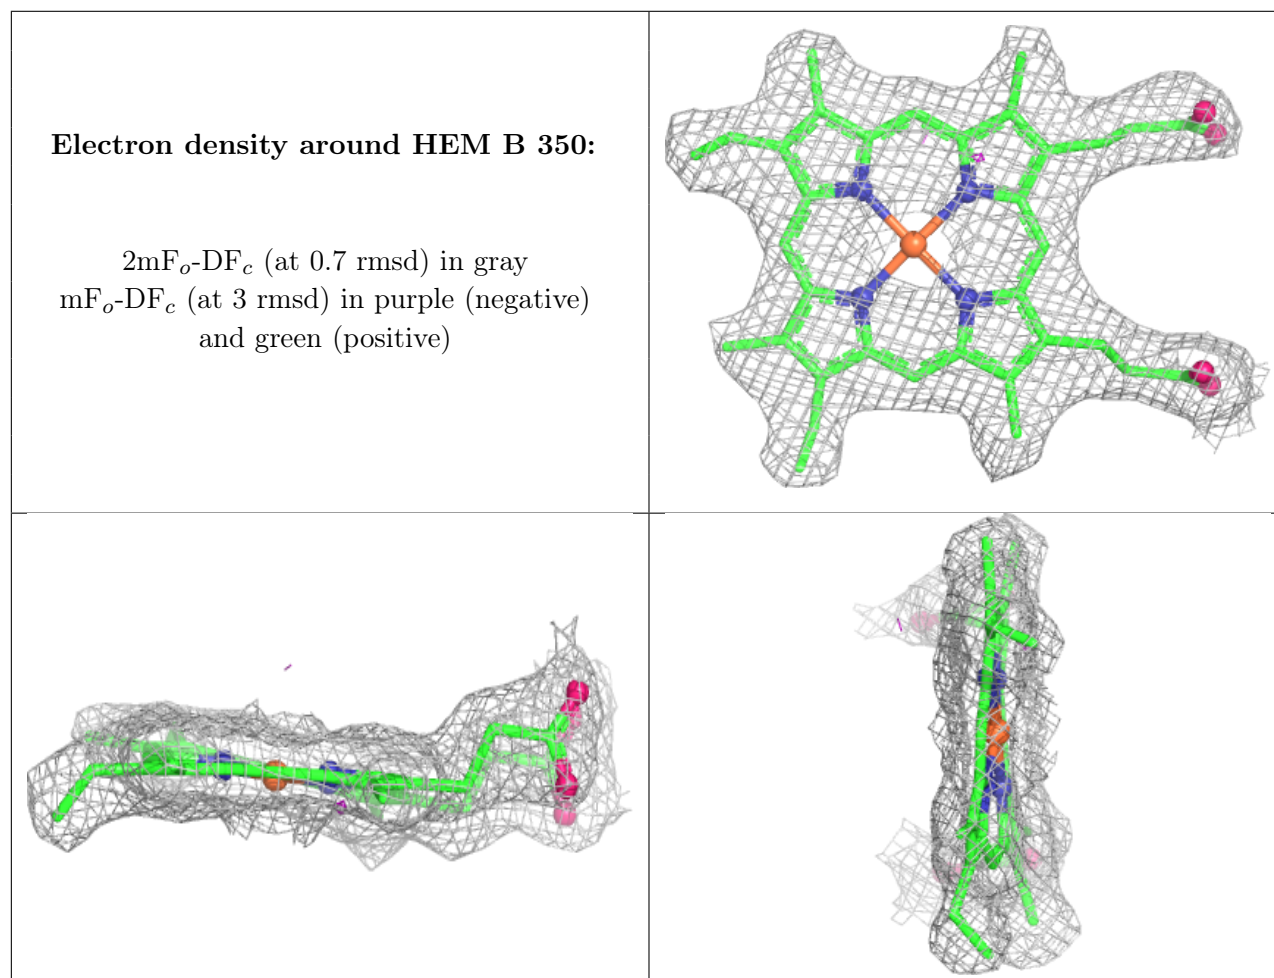 Electron density around HEM B 350:
2mFo-DFc (at 0.7 rmsd) in gray
mFo-DFc (at 3 rmsd) in purple (negative)
and green (positive)